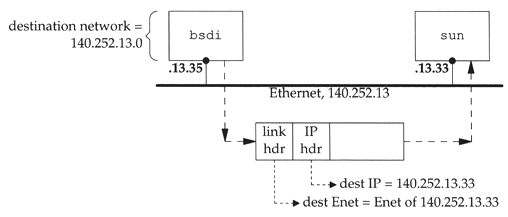 destination network =
140.252.13.0
bsdi
sun
.13.35
.13.33
Ethernet, 140.252.13
link
hdr
IP
hdr
dest IP = 140.252.13.33
dest Enet = Enet of 140.252.13.33